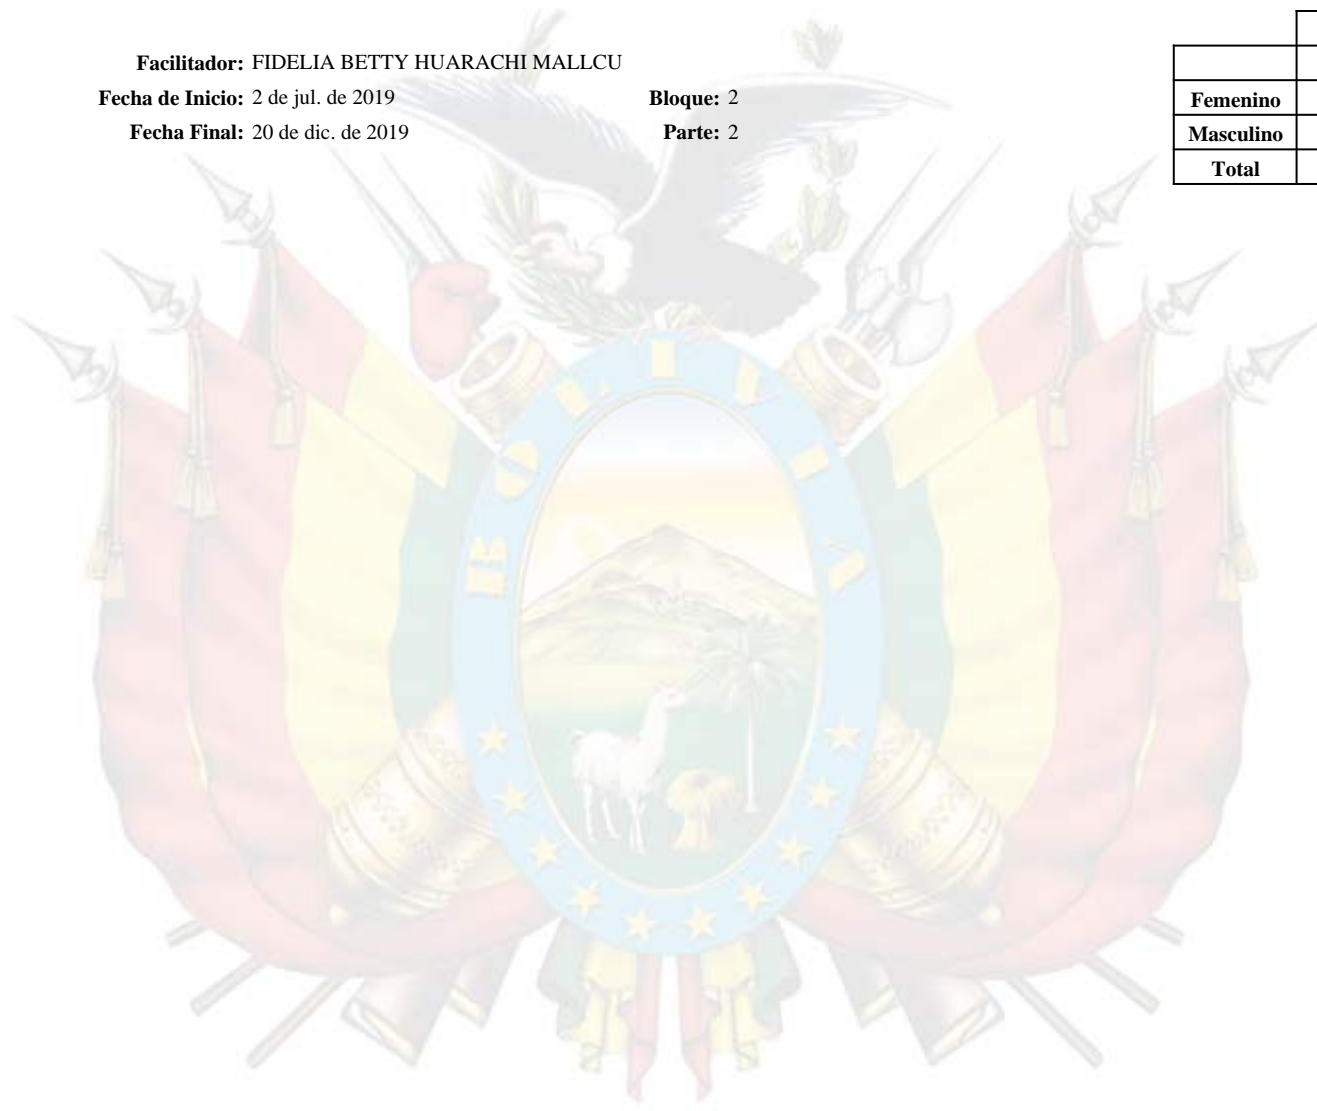 Facilitador: FIDELIA BETTY HUARACHI MALLCU
Fecha de Inicio: 2 de jul. de 2019 Bloque: 2
Fecha Final: 20 de dic. de 2019 Parte: 2
Femenino
Masculino
Total
BOLIVIA